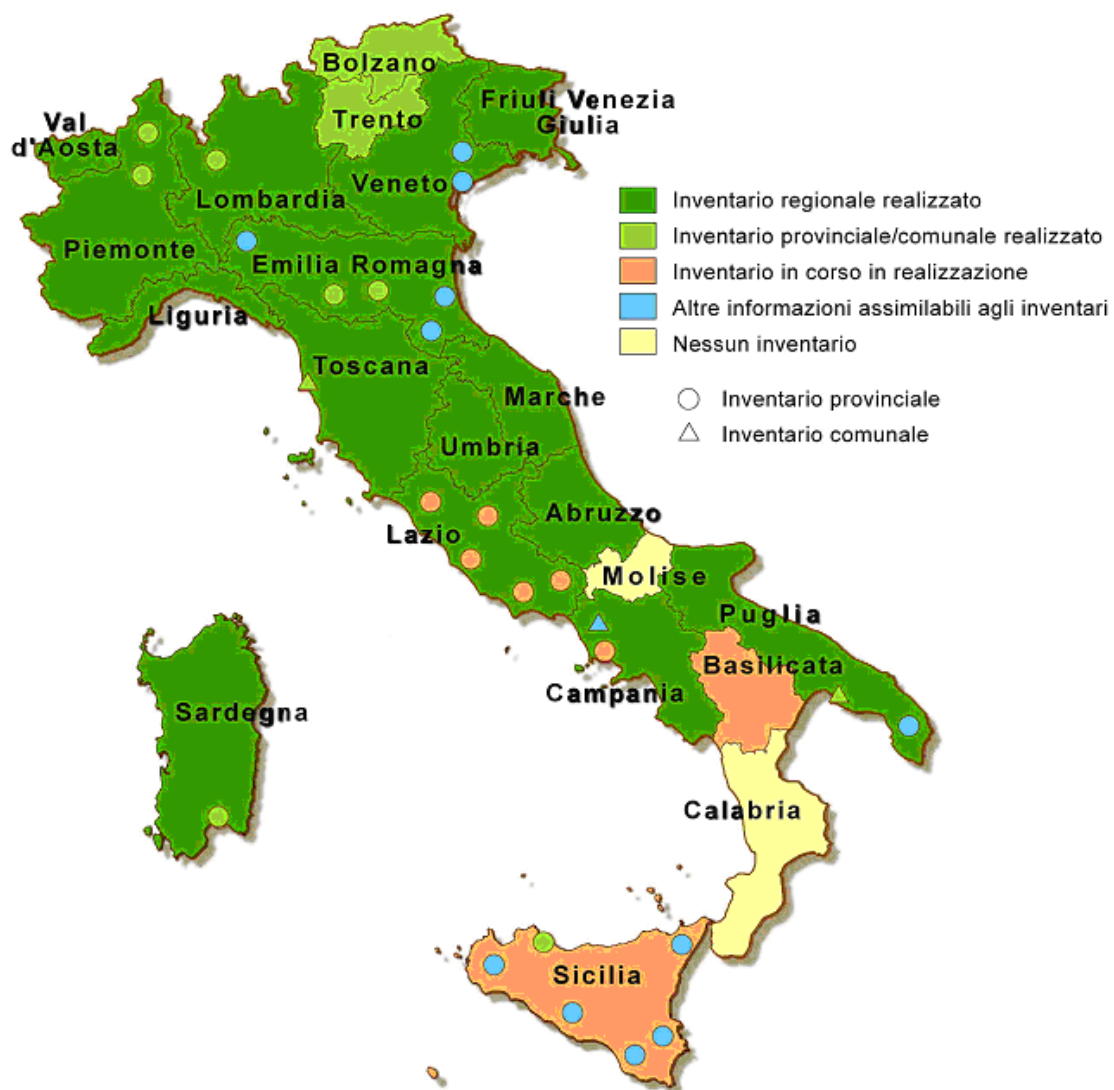 Bolzano
Friuli Venezia
Giulia
Trento
Val
d'Aosta
Veneto
Lombardia
Piemonte
Emilia Romagna
Liguria
Toscana
Marche
Umbria
Abruzzo
Lazio
Molise
Puglia
Basilicata
Campania
Sardegna
Calabria
Sicilia
Inventario regionale realizzato
Inventario provinciale/comunale realizzato
Inventario in corso in realizzazione
Altre informazioni assimilabili agli inventari
Nessun inventario
Inventario provinciale
Inventario comunale